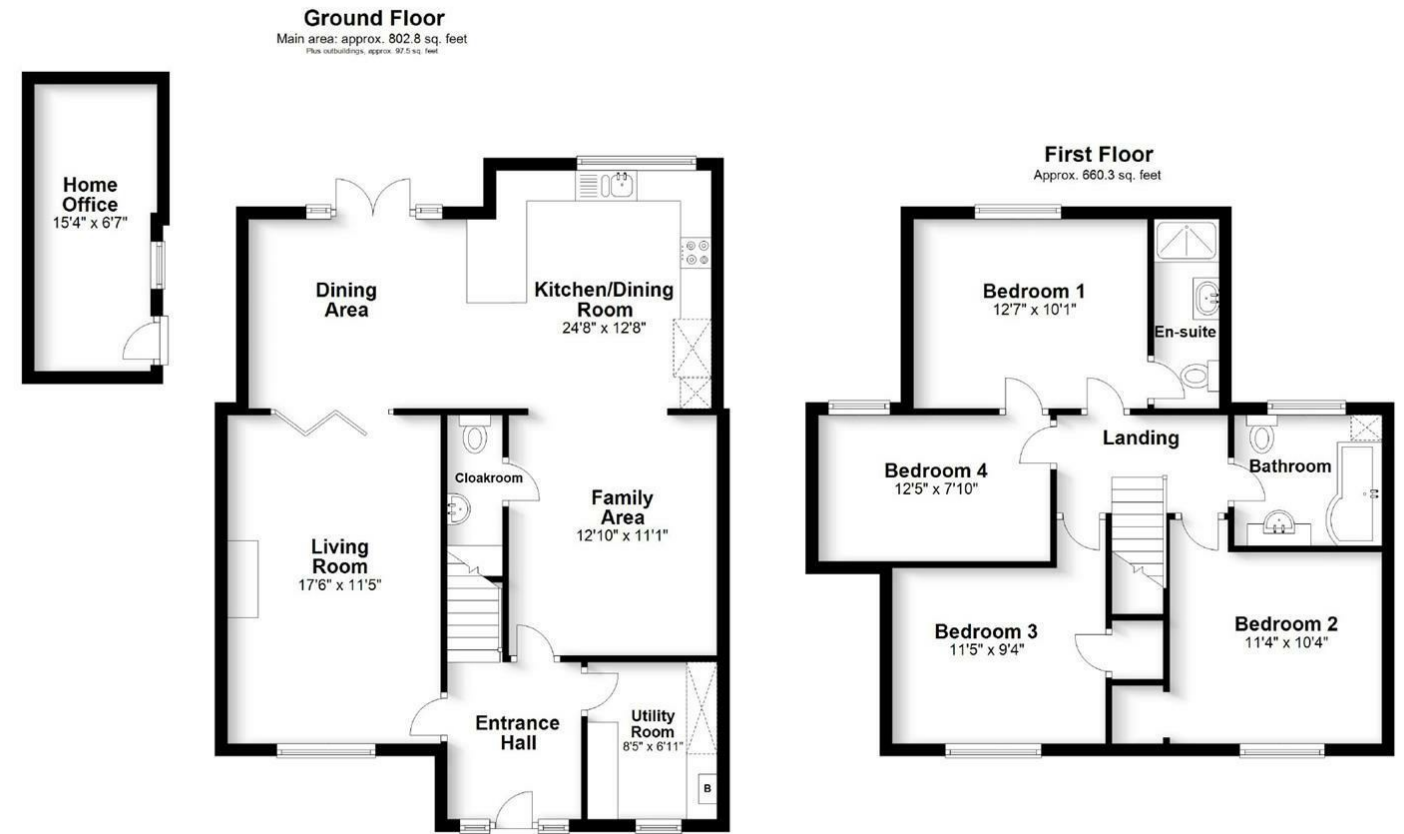 Ground Floor
Main area: approx. 802.8 sq. feet
Plus outbuildings, approx. 97.5 sq. feet
Home
Office
15'4" x 6'7"
Dining
Area
Kitchen/Dining
Room
24'8" x 12'8"
Cloakroom
Family
Area
12'10" x 11'1"
Living
Room
17'6" x 11'5"
Entrance
Hall
Utility
Room
8'5" x 6'11"
B
First Floor
Approx. 660.3 sq. feet
Bedroom 1
12'7" x 10'1"
En-suite
Landing
Bedroom 4
12'5" x 7'10"
Bathroom
Bedroom 3
11'5" x 9'4"
Bedroom 2
11'4" x 10'4"